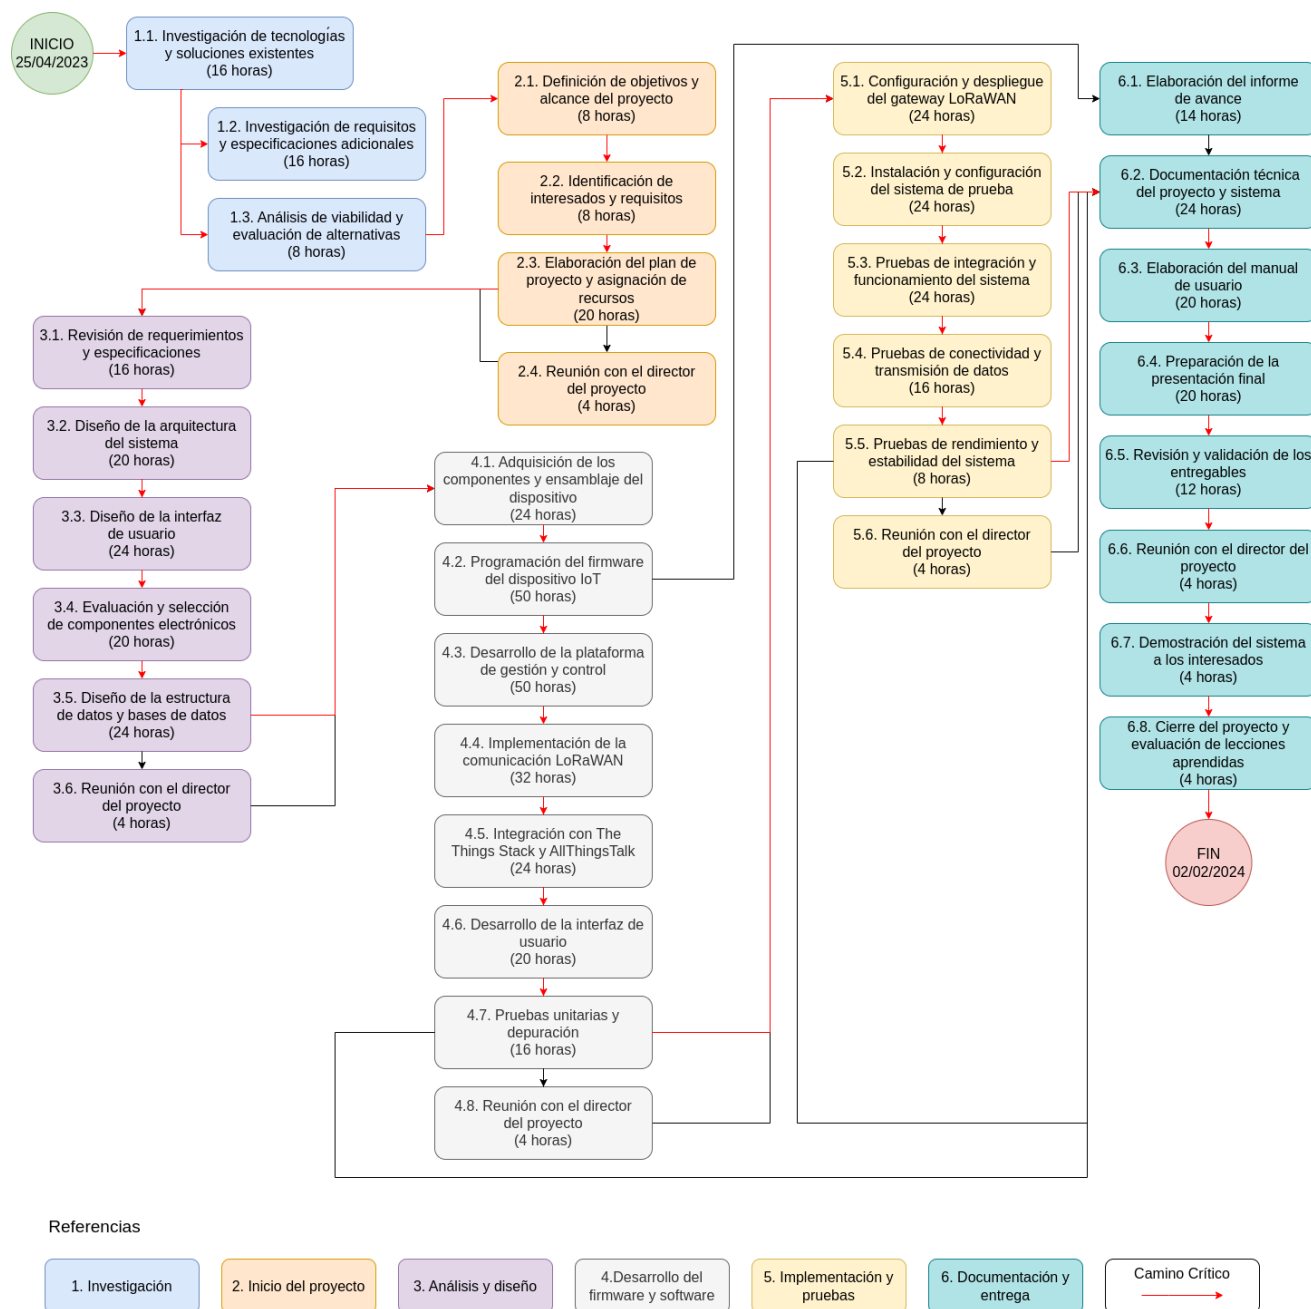 INICIO
25/04/2023
1.1. Investigación de tecnologías
y soluciones existentes
(16 horas)
1.2. Investigación de requisitos
y especificaciones adicionales
(16 horas)
1.3. Análisis de viabilidad y
evaluación de alternativas
(8 horas)
2.1. Definición de objetivos y
alcance del proyecto
(8 horas)
2.2. Identificación de
interesados y requisitos
(8 horas)
2.3. Elaboración del plan de
proyecto y asignación de
recursos
(20 horas)
2.4. Reunión con el director
del proyecto
(4 horas)
3.1. Revisión de requerimientos
y especificaciones
(16 horas)
3.2. Diseño de la arquitectura
del sistema
(20 horas)
3.3. Diseño de la interfaz
de usuario
(24 horas)
3.4. Evaluación y selección
de componentes electrónicos
(20 horas)
3.5. Diseño de la estructura
de datos y bases de datos
(24 horas)
3.6. Reunión con el director
del proyecto
(4 horas)
4.1. Adquisición de los
componentes y ensamblaje del
dispositivo
(24 horas)
4.2. Programación del firmware
del dispositivo IoT
(50 horas)
4.3. Desarrollo de la plataforma
de gestión y control
(50 horas)
4.4. Implementación de la
comunicación LoRaWAN
(32 horas)
4.5. Integración con The
Things Stack y AllThingsTalk
(24 horas)
4.6. Desarrollo de la interfaz de
usuario
(20 horas)
4.7. Pruebas unitarias y
depuración
(16 horas)
4.8. Reunión con el director
del proyecto
(4 horas)
5.1. Configuración y despliegue
del gateway LoRaWAN
(24 horas)
5.2. Instalación y configuración
del sistema de prueba
(24 horas)
5.3. Pruebas de integración y
funcionamiento del sistema
(24 horas)
5.4. Pruebas de conectividad y
transmisión de datos
(16 horas)
5.5. Pruebas de rendimiento y
estabilidad del sistema
(8 horas)
5.6. Reunión con el director
del proyecto
(4 horas)
6.1. Elaboración del informe
de avance
(14 horas)
6.2. Documentación técnica
del proyecto y sistema
(24 horas)
6.3. Elaboración del manual
de usuario
(20 horas)
6.4. Preparación de la
presentación final
(20 horas)
6.5. Revisión y validación de los
entregables
(12 horas)
6.6. Reunión con el director del
proyecto
(4 horas)
6.7. Demostración del sistema
a los interesados
(4 horas)
6.8. Cierre del proyecto y
evaluación de lecciones
aprendidas
(4 horas)
FIN
02/02/2024
Referencias
1. Investigación
2. Inicio del proyecto
3. Análisis y diseño
4.Desarrollo del
firmware y software
5. Implementación y
pruebas
6. Documentación y
entrega
Camino Crítico